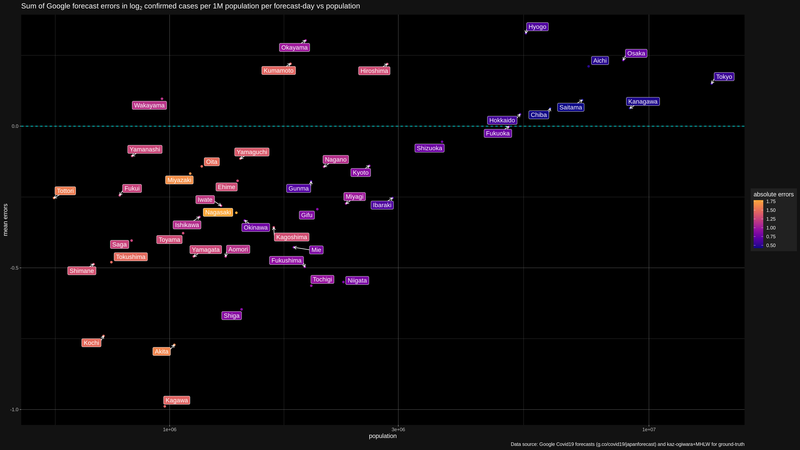 Sum of Google forecast errors in log₂ confirmed cases per 1M population per forecast-day vs population
Hyogo
Okayama
Osaka
Aichi
Kumamoto
Hiroshima
Tokyo
Wakayama
Kanagawa
Saitama
Chiba
Hokkaido
0.0
Fukuoka
Yamanashi
Yamaguchi
Shizuoka
Oita
Nagano
Kyoto
Miyazaki
Tottori
Fukui
Ehime
Gunma
absolute errors
1.75
1.50
1.25
1.00
0.75
0.50
Iwate
Miyagi
Ibaraki
Nagasaki
Gifu
mean errors
Ishikawa
Okinawa
Toyama
Kagoshima
Saga
Yamagata
Aomori
Mie
Tokushima
Fukushima
-0.5
Shimane
Tochigi
Niigata
Shiga
Kochi
Akita
Kagawa
-1.0
1e+06
3e+06
1e+07
population
Data source: Google Covid19 forecasts (g.co/covid19/japanforecast) and kaz-ogiwara+MHLW for ground-truth